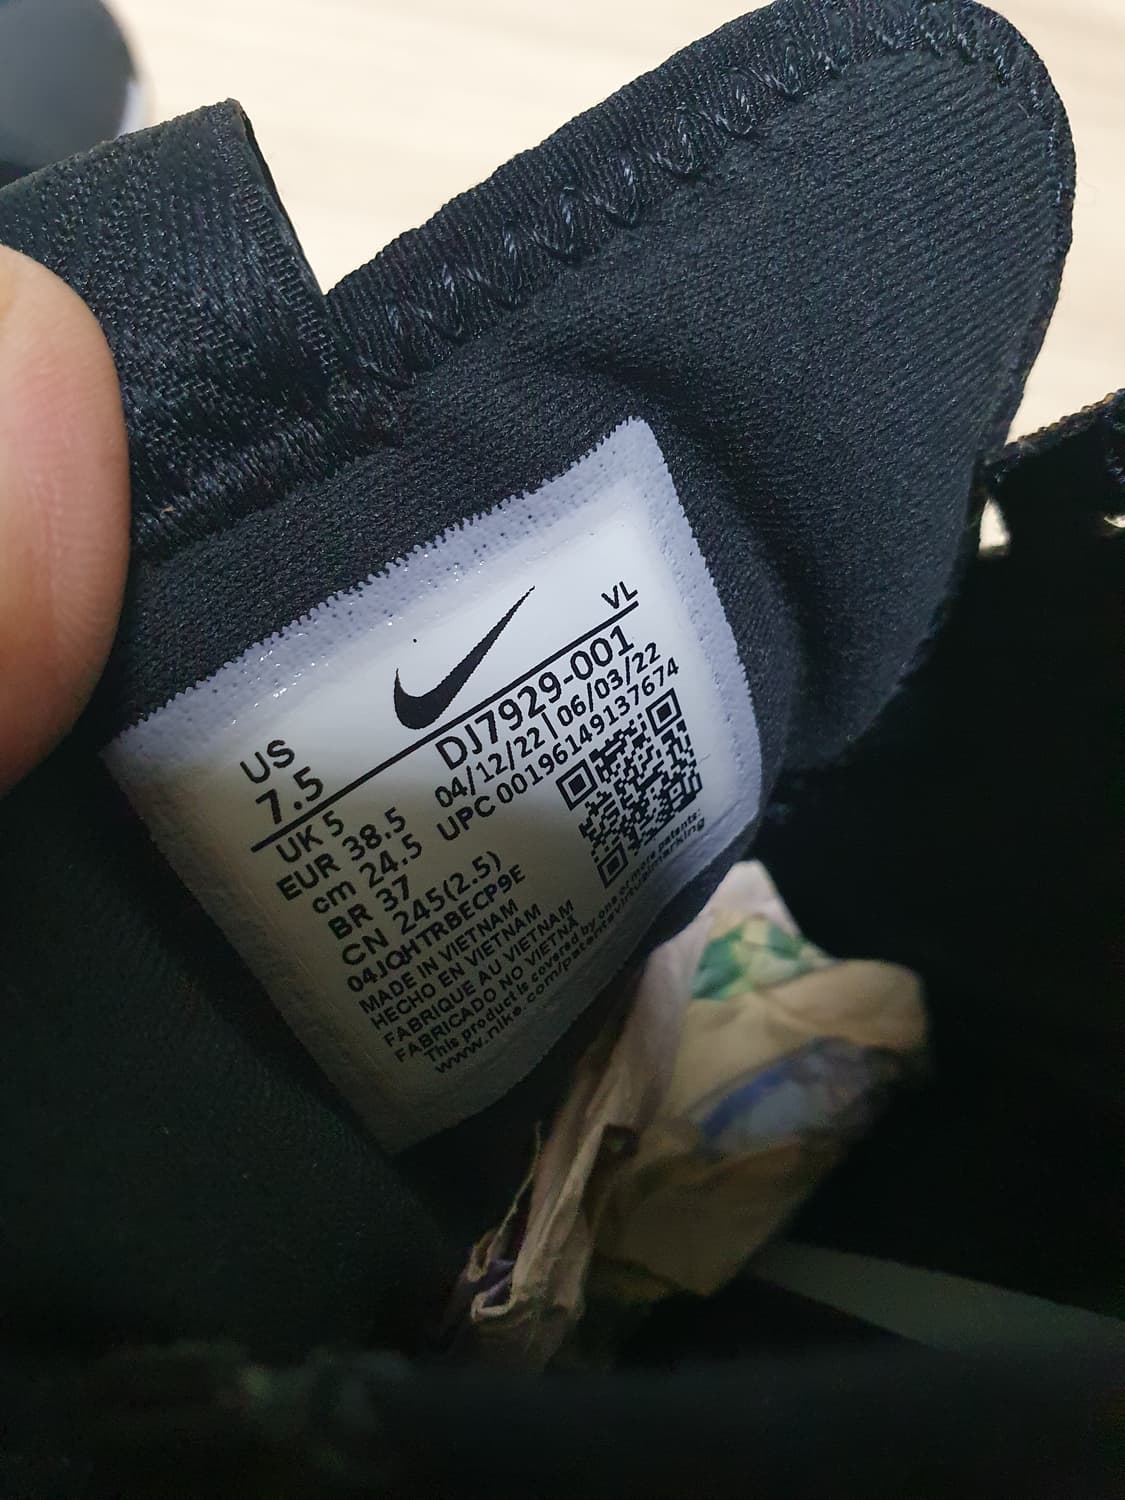 VL
US
7.5
DJ7929-001
04/12/22 | 06/03/22
UPC 00196149137674
UK 5
EUR 38.5
cm 24.5
BR 37
CN 245(2.5)
04JQHTRBECP9E
MADE IN VIETNAM
HECHO EN VIETNAM
FABRIQUE AU VIETNAM
FABRICADO NO VIETNÃ
This product is covered by one or more patents:
www.nike.com/patentsvirtualmarking